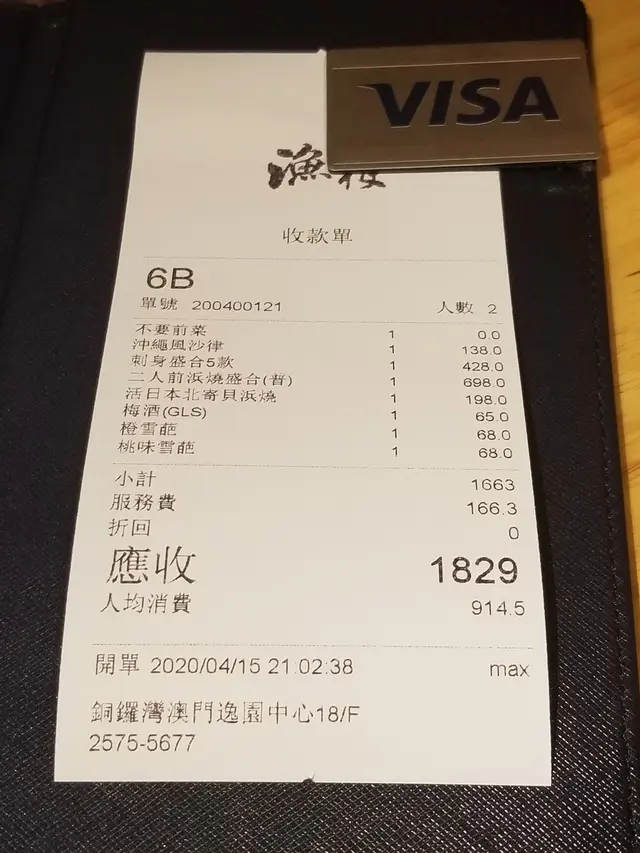 VISA
漁
收款單
6B
單號 200400121 人數 2
不要前菜 1 0.0
沖繩風沙律 1 138.0
刺身盛合5款 1 428.0
二人前浜燒盛合(普) 1 698.0
活日本北寄貝浜燒 1 198.0
梅酒(GLS) 1 65.0
橙雪葩 1 68.0
桃味雪葩 1 68.0
小計 1663
服務費 166.3
折回 0
應收 1829
人均消費 914.5
開單 2020/04/15 21:02:38 max
銅鑼灣澳門逸園中心18/F
2575-5677